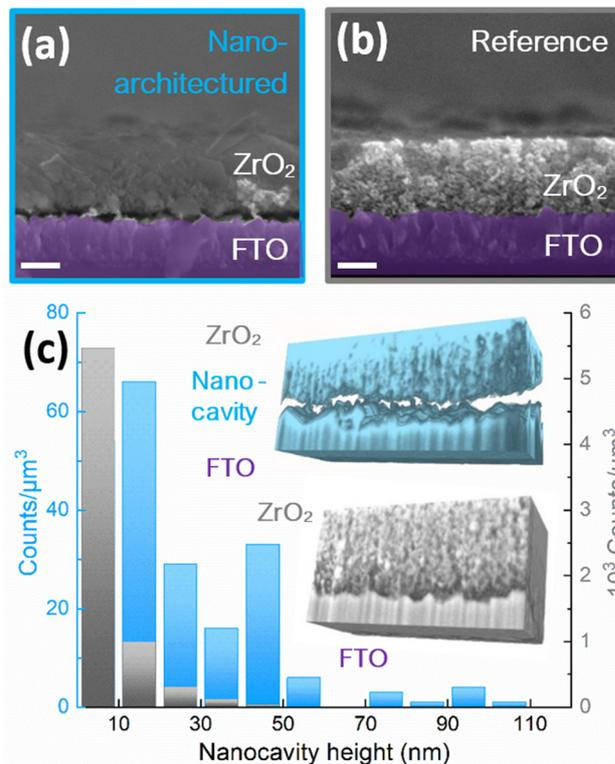 (a)
Nano-
architectured
ZrO₂
FTO
(b)
Reference
ZrO₂
FTO
(c)
80
60
40
20
0
Counts/μm³
6
5
4
3
2
1
0
10³ Counts/μm³
ZrO₂
Nano-
cavity
FTO
ZrO₂
FTO
10 30 50 70 90 110
Nanocavity height (nm)